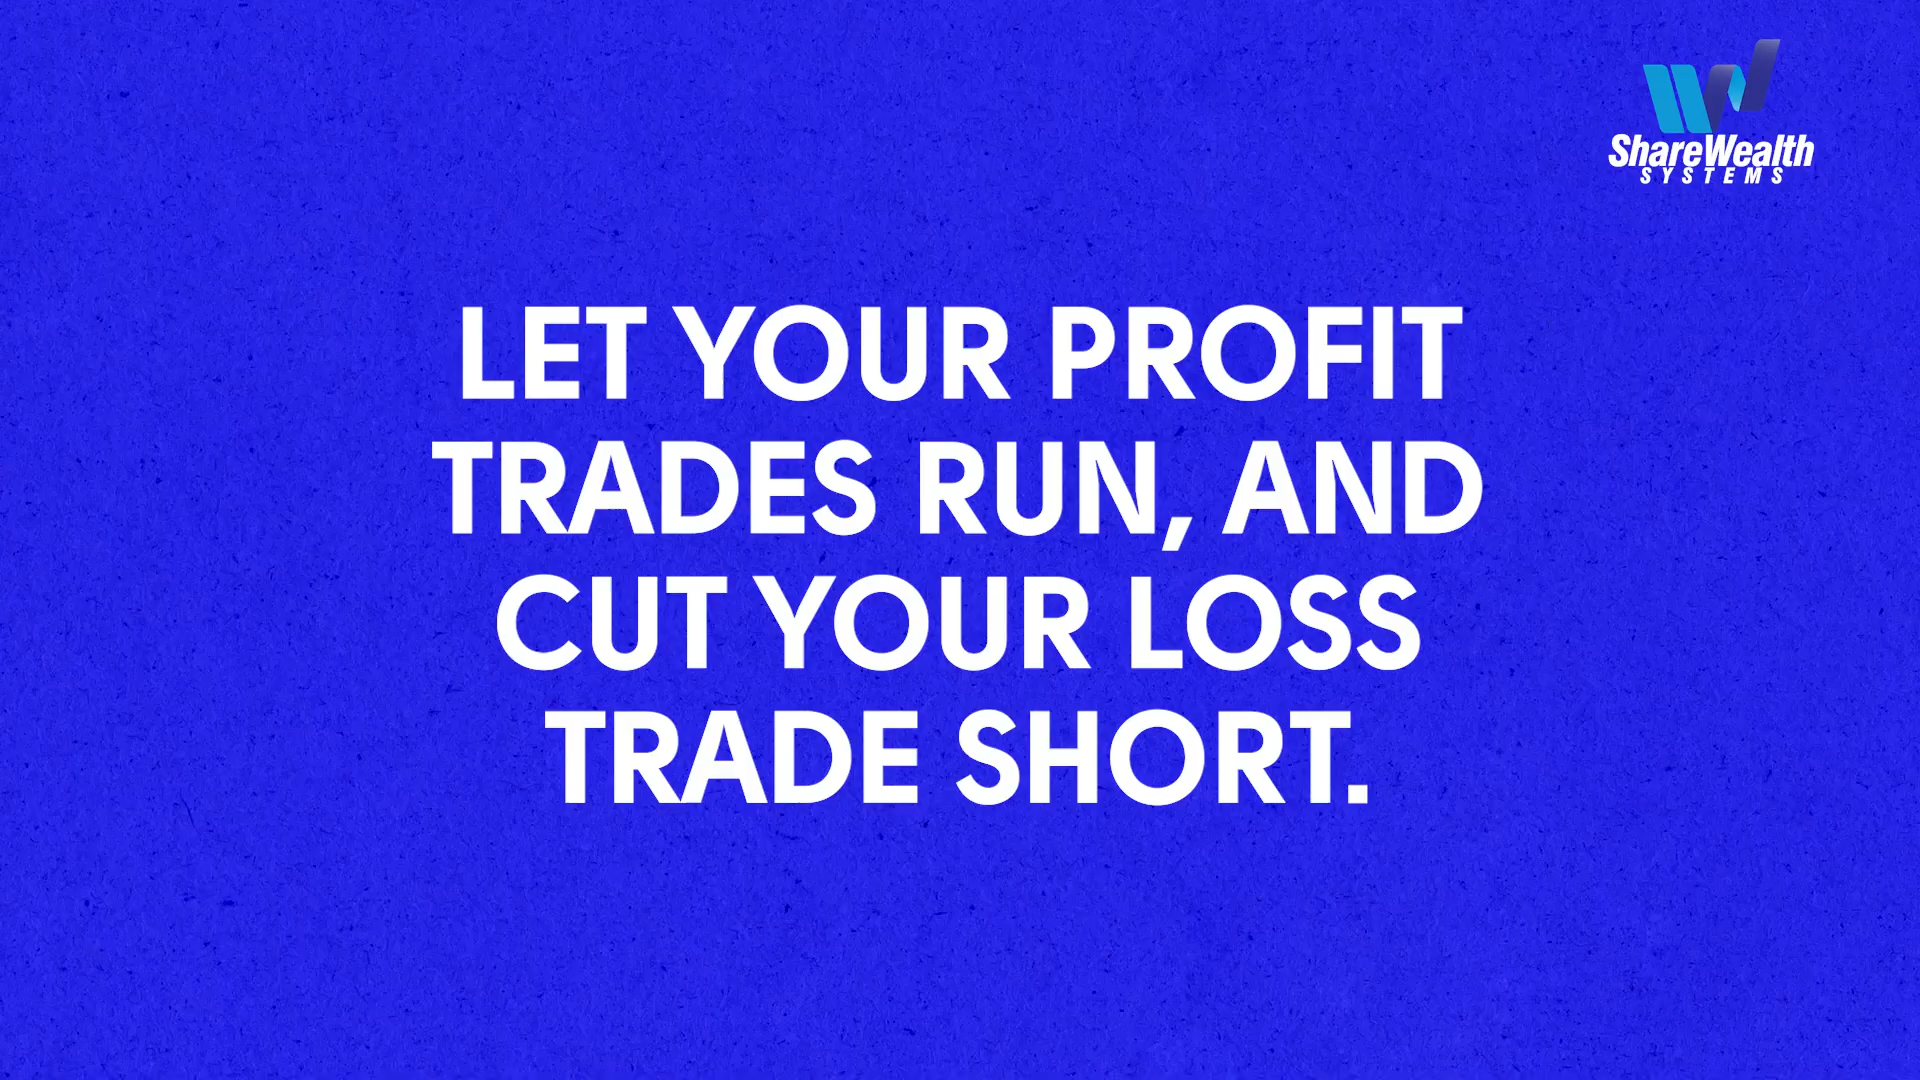 ShareWealth
SYSTEMS
LET YOUR PROFIT
TRADES RUN, AND
CUT YOUR LOSS
TRADE SHORT.